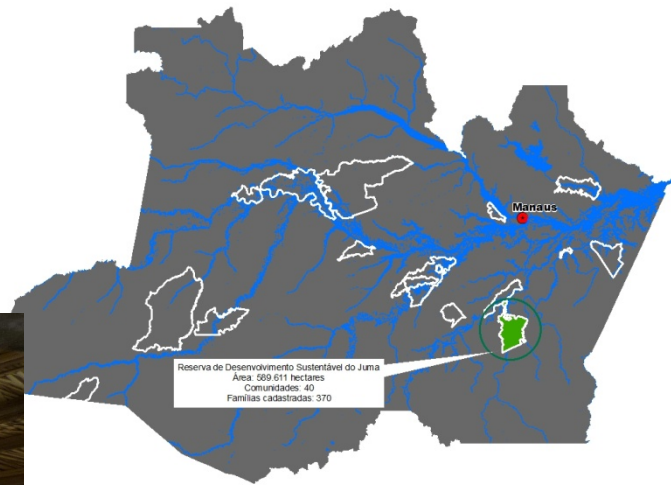 Manaus
Reserva de Desenvolvimento Sustentável do Juma
Área: 589.611 hectares
Comunidades: 40
Famílias cadastradas: 370